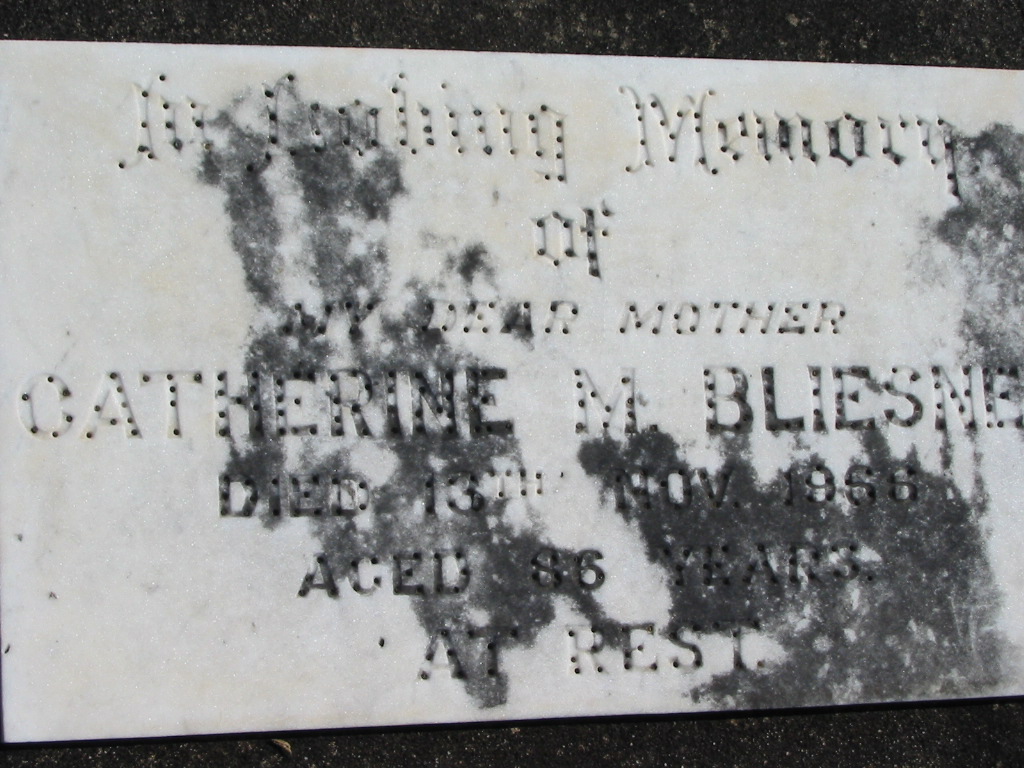 In Loving Memory
of
MY DEAR MOTHER
CATHERINE M. BLIESNE
DIED 13TH NOV. 1966
AGED 86 YEARS.
AT REST.